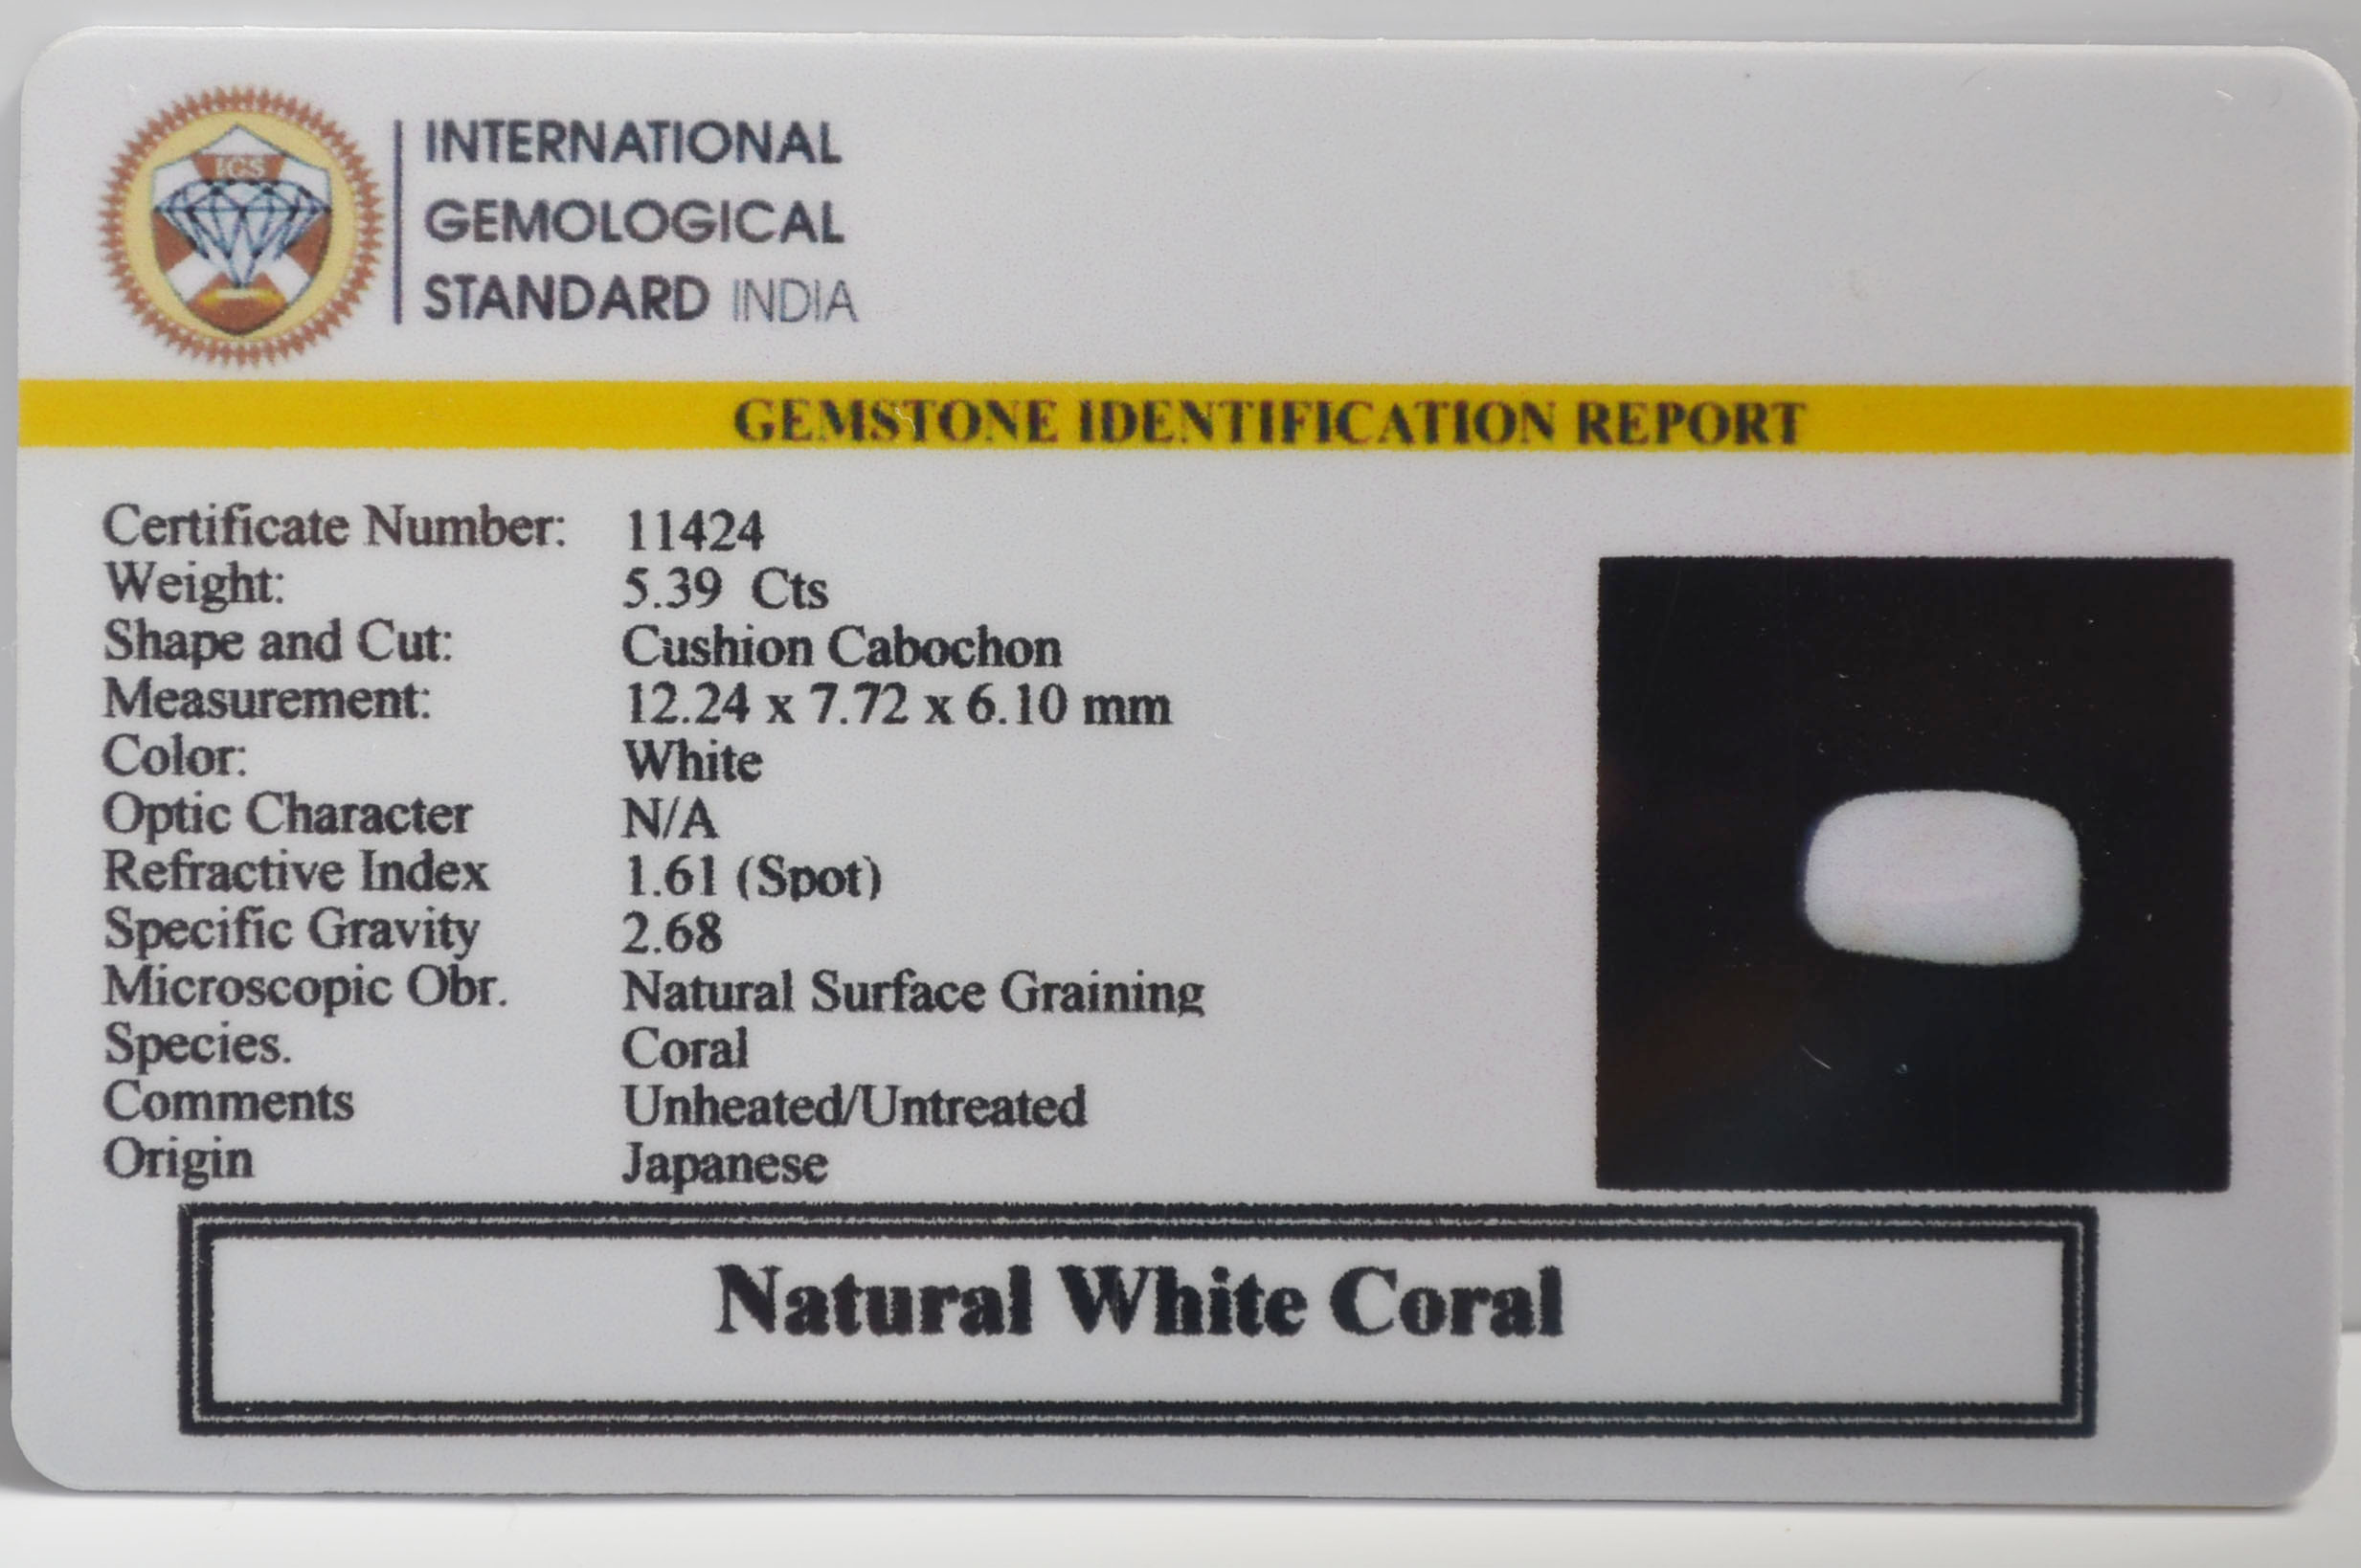 IGS
INTERNATIONAL
GEMOLOGICAL
STANDARD INDIA
GEMSTONE IDENTIFICATION REPORT
Certificate Number: 11424
Weight: 5.39 Cts
Shape and Cut: Cushion Cabochon
Measurement: 12.24 x 7.72 x 6.10 mm
Color: White
Optic Character N/A
Refractive Index 1.61 (Spot)
Specific Gravity 2.68
Microscopic Obr. Natural Surface Graining
Species. Coral
Comments Unheated/Untreated
Origin Japanese
Natural White Coral